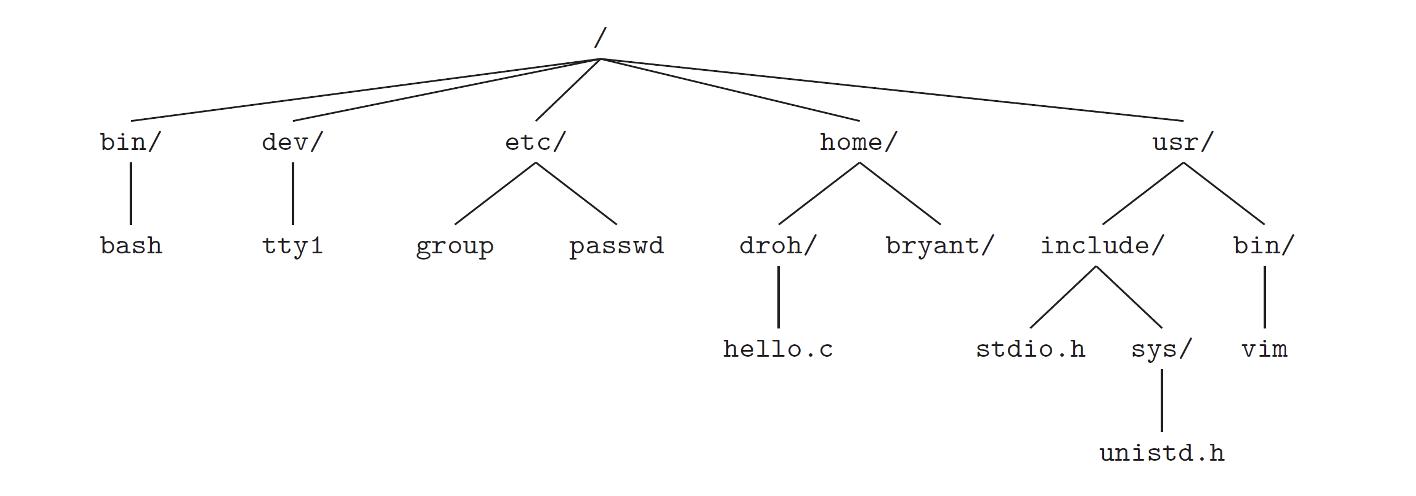 /
bin/ dev/ etc/ home/ usr/
bash tty1 group passwd droh/ bryant/ include/ bin/
hello.c stdio.h sys/ vim
unistd.h